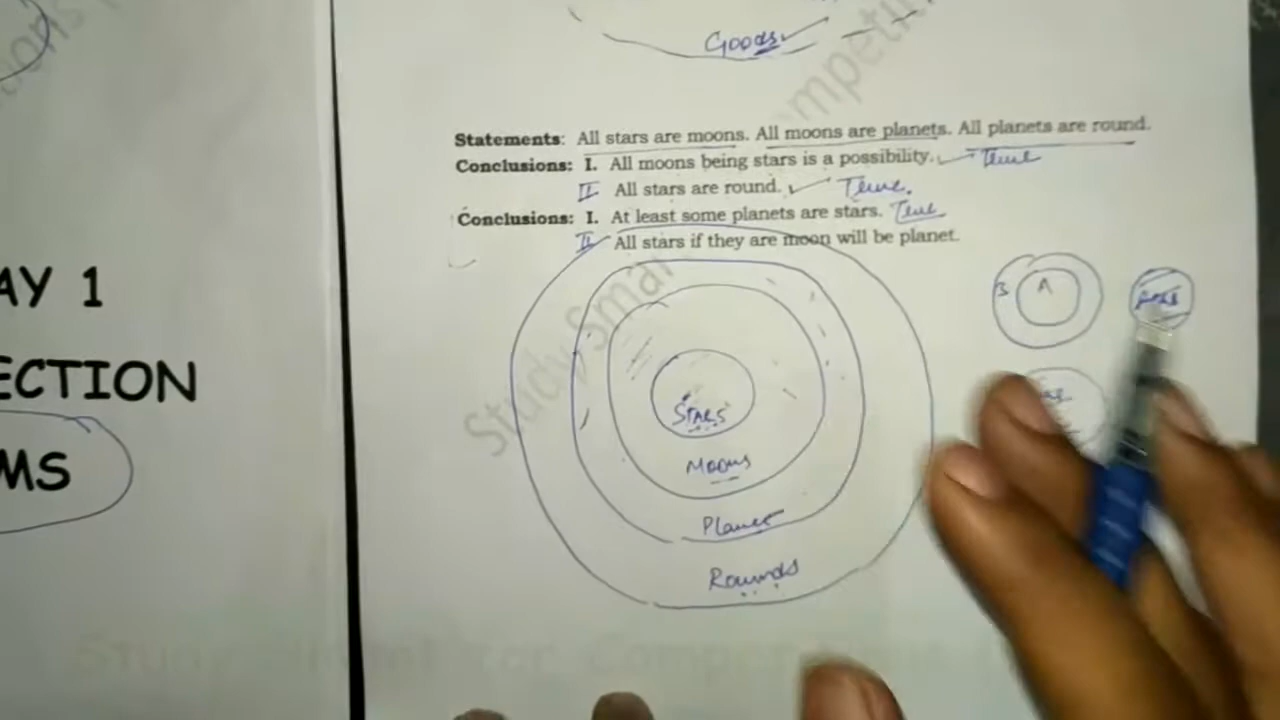 Goods
Statements: All stars are moons. All moons are planets. All planets are round.
Conclusions: I. All moons being stars is a possibility. True
II All stars are round. True.
Conclusions: I. At least some planets are stars. True
II All stars if they are moon will be planet.
AY 1
ECTION
MS
B A
STARS
Moons
Planet
Rounds
Study Smart